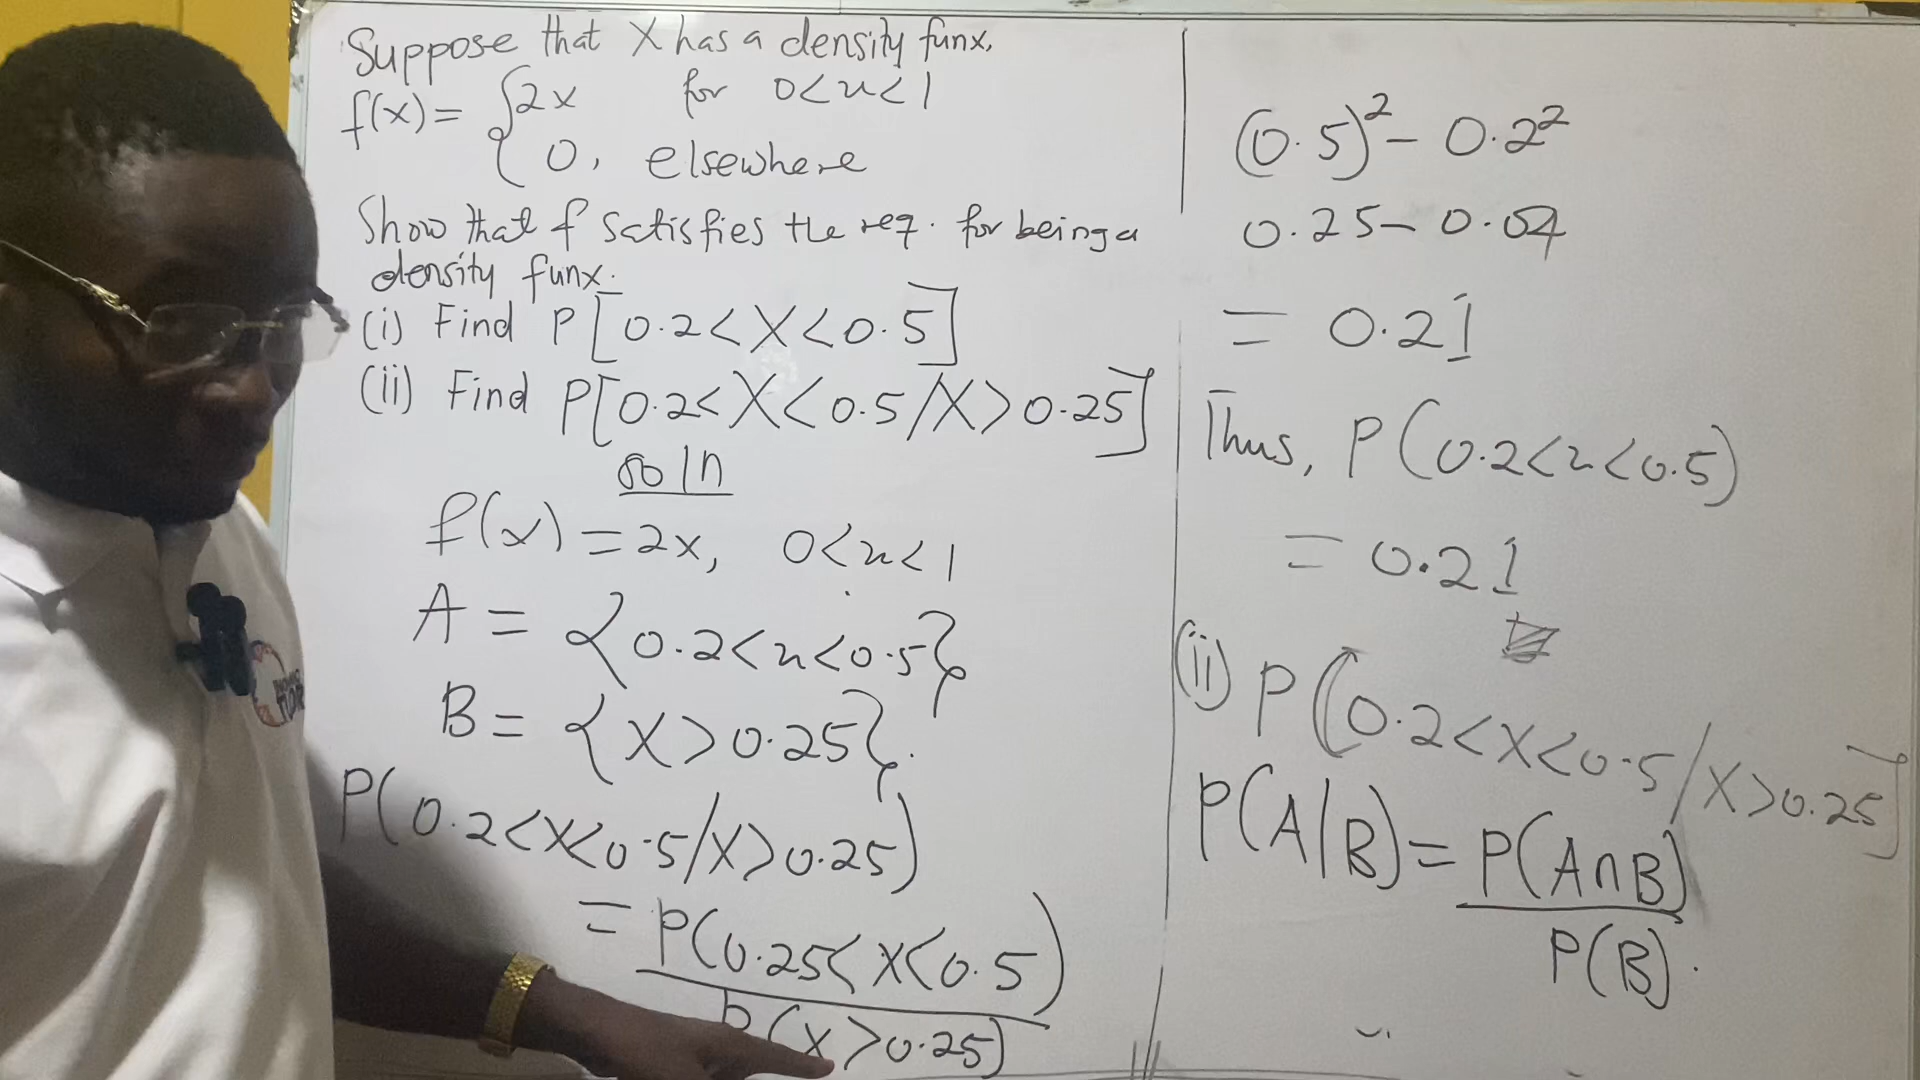 Suppose that X has a density funx.
f(x) = { 2x for 0<x<1
0, elsewhere
Show that f satisfies the req. for being a
density funx.
(i) Find P[0.2<X<0.5]
(ii) Find P[0.2<X<0.5/X>0.25]
soln
f(x) = 2x, 0<x<1
A = {0.2<x<0.5}
B = {X>0.25}.
P(0.2<X<0.5/X>0.25)
= P(0.25<X<0.5)
P(X>0.25)
(0.5)² - 0.2²
0.25 - 0.04
= 0.21
Thus, P(0.2<x<0.5)
= 0.21
(ii) P(0.2<X<0.5/X>0.25]
P(A|B) = P(A∩B)
P(B).